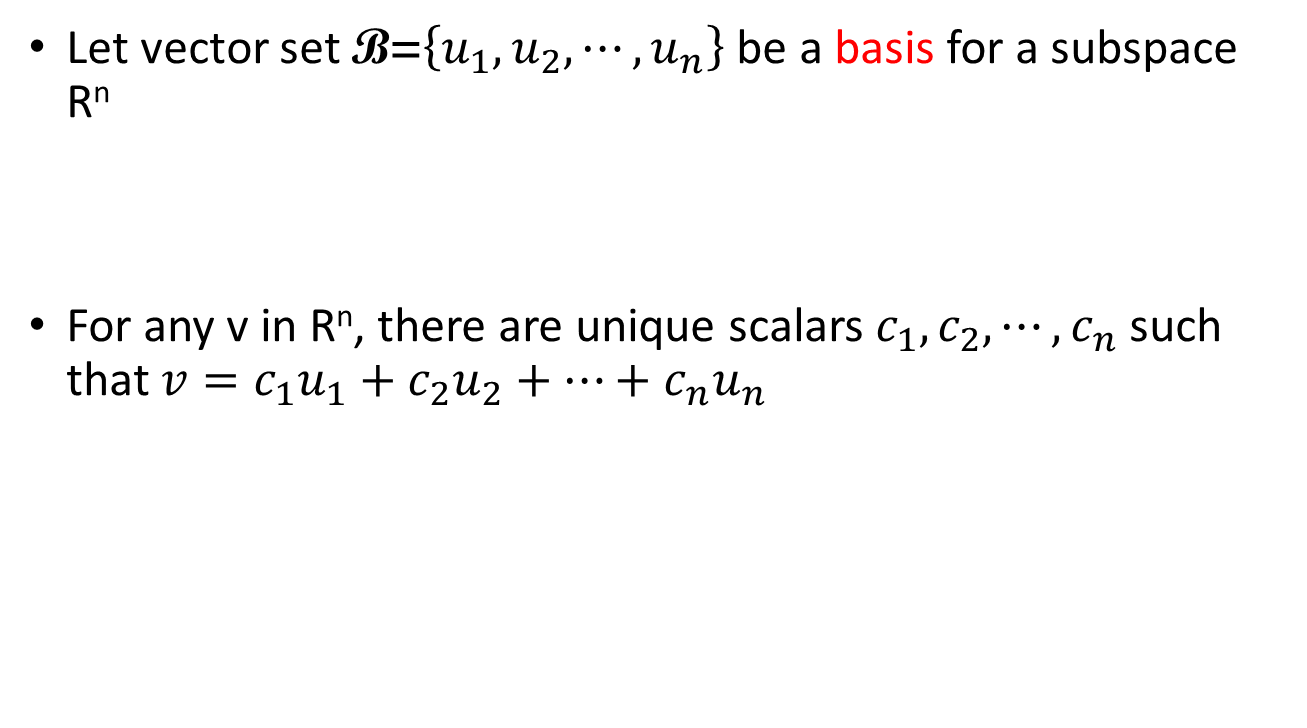 • Let vector set ℬ={u₁, u₂, ⋯ , uₙ} be a basis for a subspace
Rⁿ
• For any v in Rⁿ, there are unique scalars c₁, c₂, ⋯ , cₙ such
that v = c₁u₁ + c₂u₂ + ⋯ + cₙuₙ